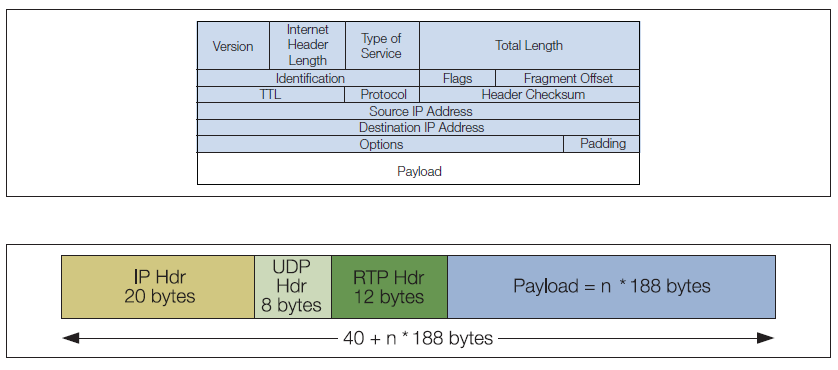 Version
Internet
Header
Length
Type of
Service
Total Length
Identification
Flags
Fragment Offset
TTL
Protocol
Header Checksum
Source IP Address
Destination IP Address
Options
Padding
Payload
IP Hdr
20 bytes
UDP
Hdr
8 bytes
RTP Hdr
12 bytes
Payload = n * 188 bytes
40 + n * 188 bytes